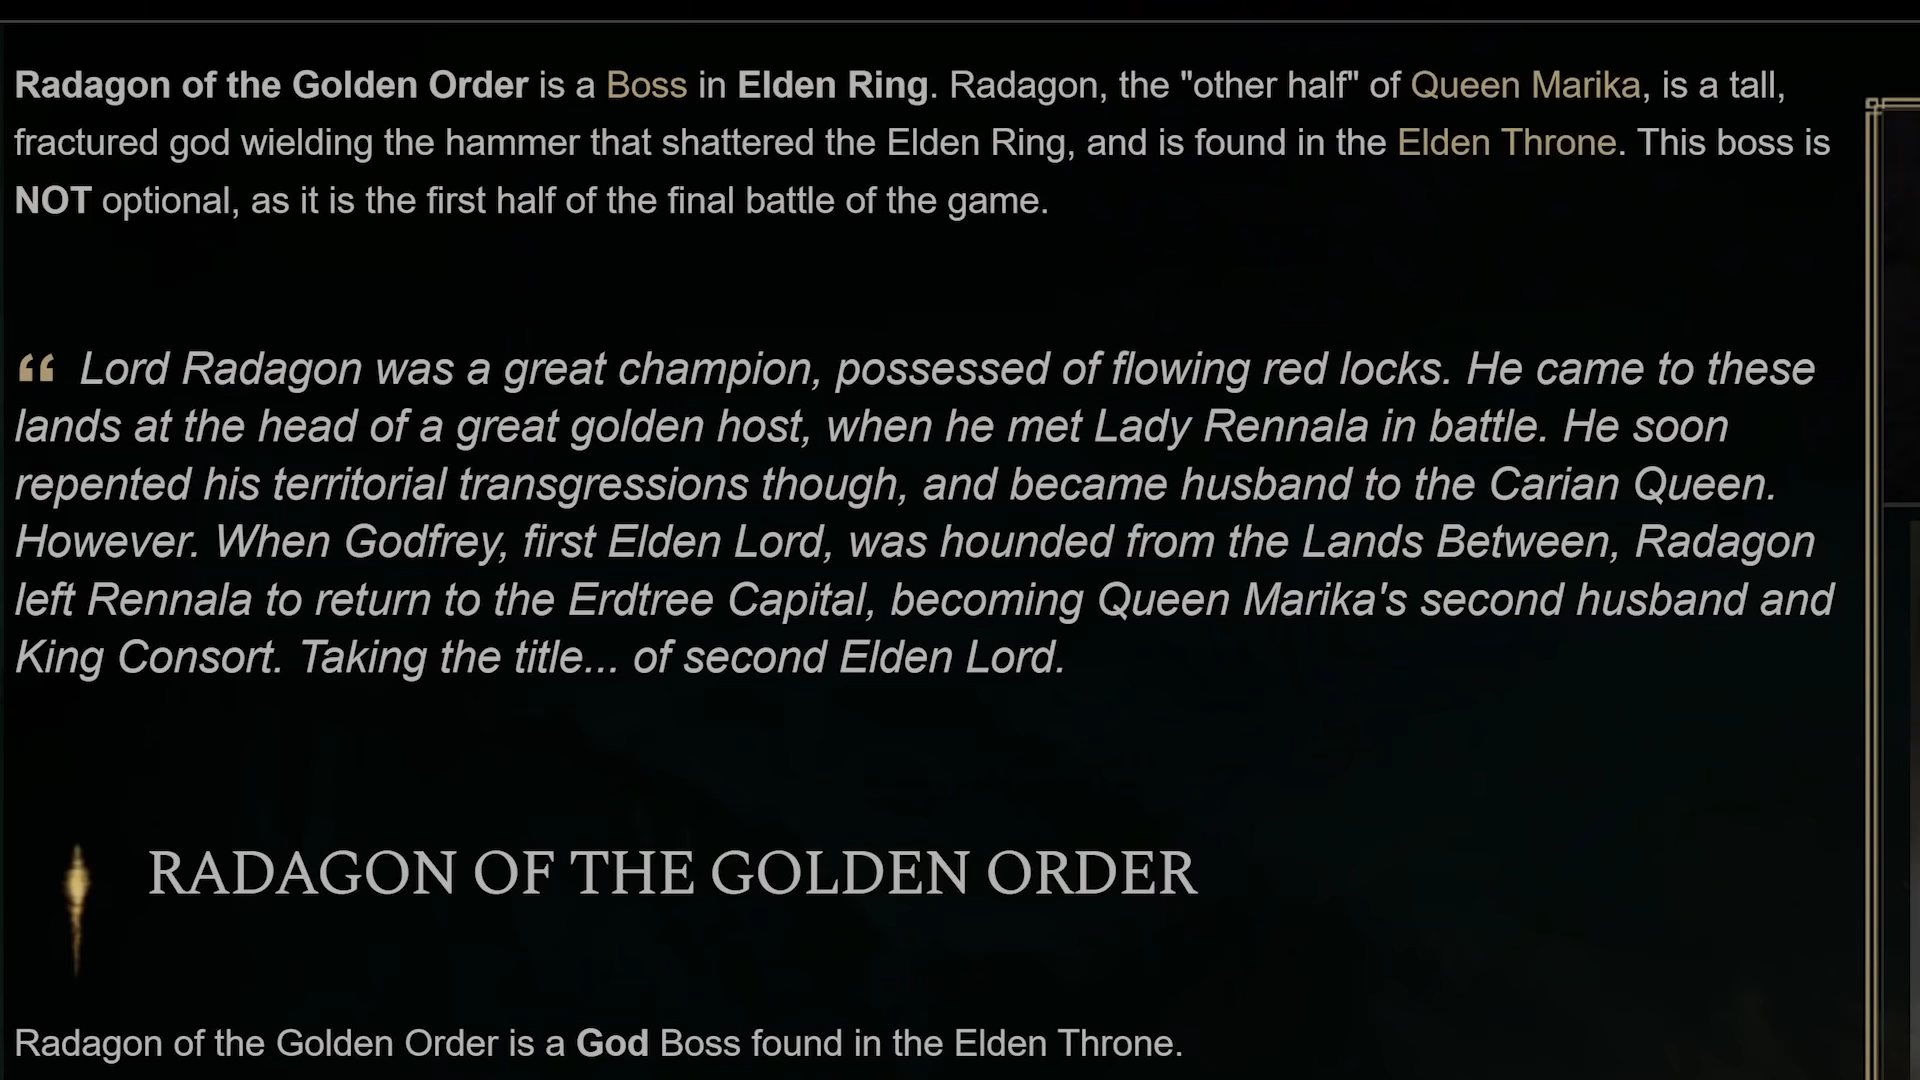 Radagon of the Golden Order is a Boss in Elden Ring. Radagon, the "other half" of Queen Marika, is a tall,
fractured god wielding the hammer that shattered the Elden Ring, and is found in the Elden Throne. This boss is
NOT optional, as it is the first half of the final battle of the game.
“ Lord Radagon was a great champion, possessed of flowing red locks. He came to these
lands at the head of a great golden host, when he met Lady Rennala in battle. He soon
repented his territorial transgressions though, and became husband to the Carian Queen.
However. When Godfrey, first Elden Lord, was hounded from the Lands Between, Radagon
left Rennala to return to the Erdtree Capital, becoming Queen Marika's second husband and
King Consort. Taking the title... of second Elden Lord.
RADAGON OF THE GOLDEN ORDER
Radagon of the Golden Order is a God Boss found in the Elden Throne.